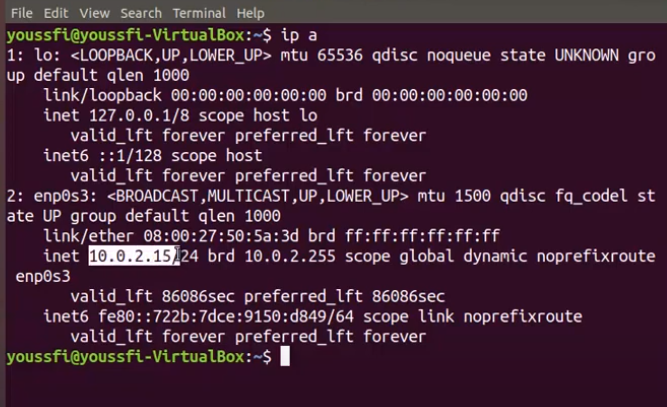 File Edit View Search Terminal Help
youssfi@youssfi-VirtualBox:~$ ip a
1: lo: <LOOPBACK,UP,LOWER_UP> mtu 65536 qdisc noqueue state UNKNOWN gro
up default qlen 1000
    link/loopback 00:00:00:00:00:00 brd 00:00:00:00:00:00
    inet 127.0.0.1/8 scope host lo
       valid_lft forever preferred_lft forever
    inet6 ::1/128 scope host
       valid_lft forever preferred_lft forever
2: enp0s3: <BROADCAST,MULTICAST,UP,LOWER_UP> mtu 1500 qdisc fq_codel st
ate UP group default qlen 1000
    link/ether 08:00:27:50:5a:3d brd ff:ff:ff:ff:ff:ff
    inet 10.0.2.15/24 brd 10.0.2.255 scope global dynamic noprefixroute
 enp0s3
       valid_lft 86086sec preferred_lft 86086sec
    inet6 fe80::722b:7dce:9150:d849/64 scope link noprefixroute
       valid_lft forever preferred_lft forever
youssfi@youssfi-VirtualBox:~$